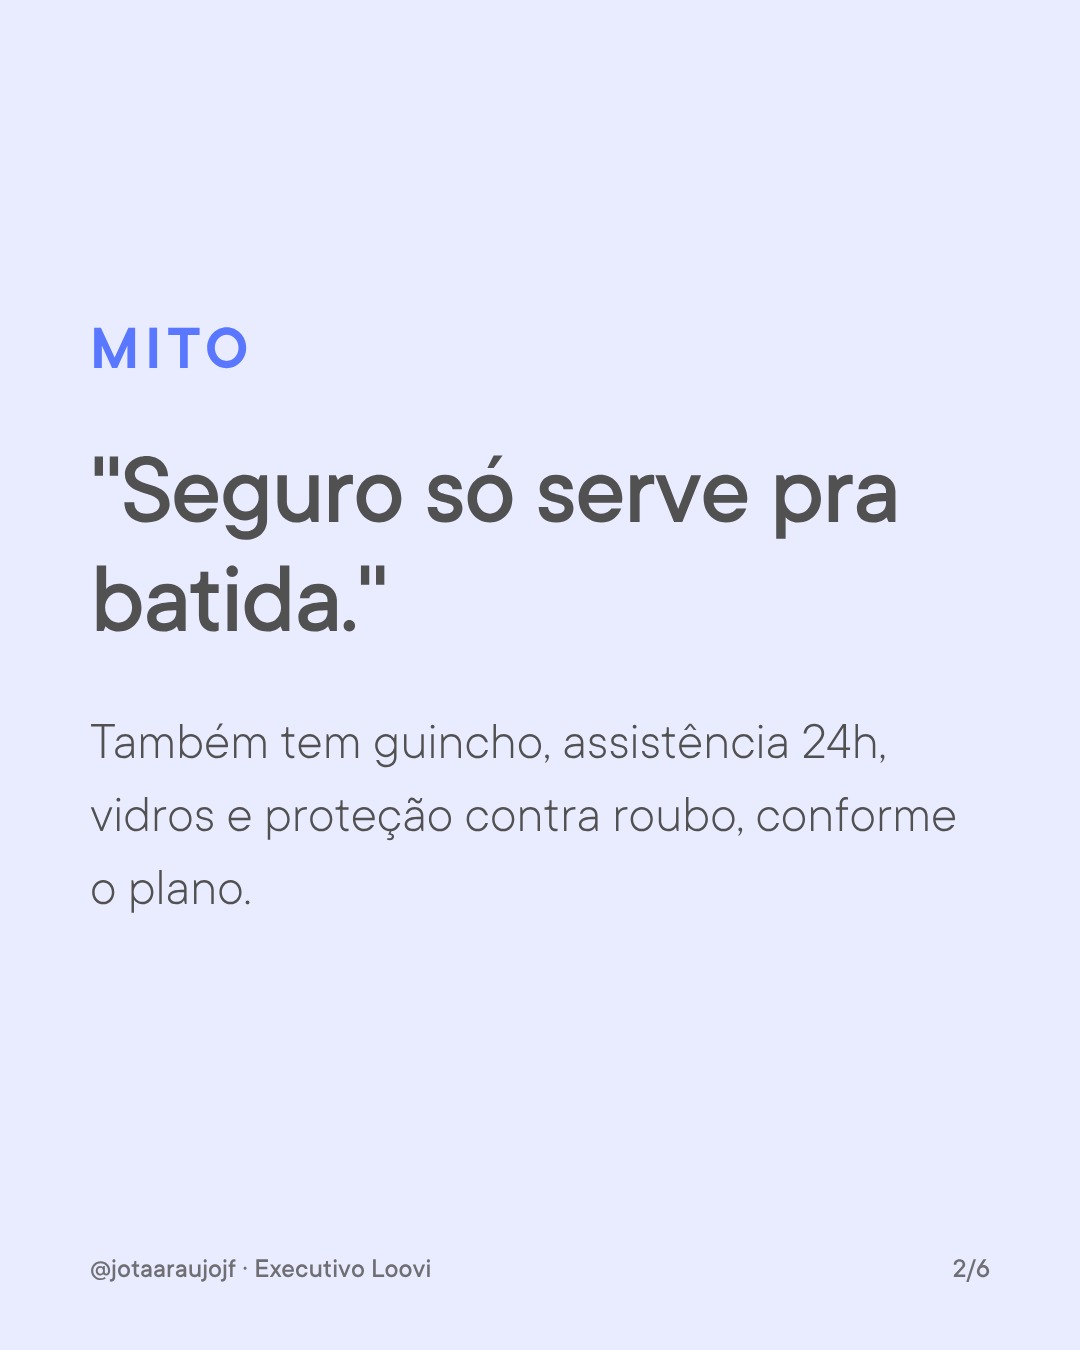 MITO
"Seguro só serve pra
batida."
Também tem guincho, assistência 24h,
vidros e proteção contra roubo, conforme
o plano.
@jotaaraujojf · Executivo Loovi
2/6